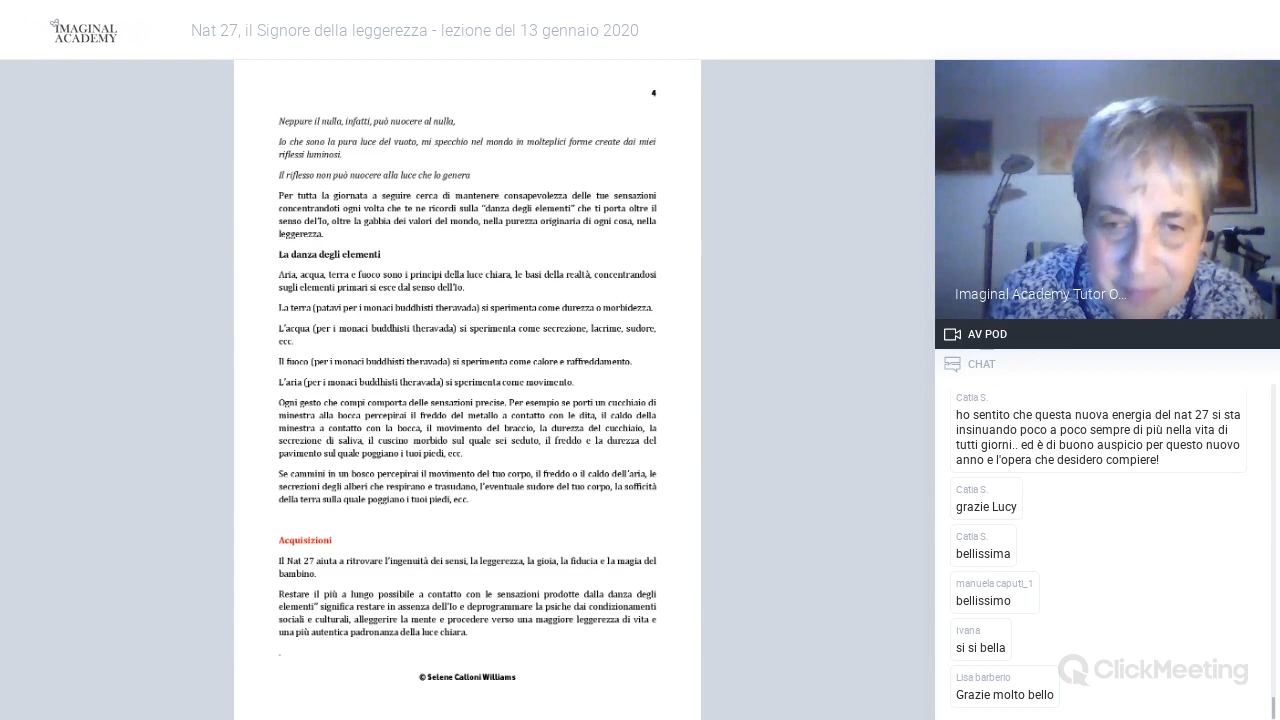 IMAGINAL
ACADEMY
Nat 27, il Signore della leggerezza - lezione del 13 gennaio 2020
4
Neppure il nulla, infatti, può nuocere al nulla,
Io che sono la pura luce del vuoto, mi specchio nel mondo in molteplici forme create dai miei
riflessi luminosi.
Il riflesso non può nuocere alla luce che lo genera
Per tutta la giornata a seguire cerca di mantenere consapevolezza delle tue sensazioni
concentrandoti ogni volta che te ne ricordi sulla “danza degli elementi” che ti porta oltre il
senso del’Io, oltre la gabbia dei valori del mondo, nella purezza originaria di ogni cosa, nella
leggerezza.
La danza degli elementi
Aria, acqua, terra e fuoco sono i principi della luce chiara, le basi della realtà, concentrandosi
sugli elementi primari si esce dal senso dell’Io.
La terra (patavi per i monaci buddhisti theravada) si sperimenta come durezza o morbidezza.
L’acqua (per i monaci buddhisti theravada) si sperimenta come secrezione, lacrime, sudore,
ecc.
Il fuoco (per i monaci buddhisti theravada) si sperimenta come calore e raffreddamento.
L’aria (per i monaci buddhisti theravada) si sperimenta come movimento.
Ogni gesto che compi comporta delle sensazioni precise. Per esempio se porti un cucchiaio di
minestra alla bocca percepirai il freddo del metallo a contatto con le dita, il caldo della
minestra a contatto con la bocca, il movimento del braccio, la durezza del cucchiaio, la
secrezione di saliva, il cuscino morbido sul quale sei seduto, il freddo e la durezza del
pavimento sul quale poggiano i tuoi piedi, ecc.
Se cammini in un bosco percepirai il movimento del tuo corpo, il freddo o il caldo dell’aria, le
secrezioni degli alberi che respirano e trasudano, l’eventuale sudore del tuo corpo, la sofficità
della terra sulla quale poggiano i tuoi piedi, ecc.
Acquisizioni
Il Nat 27 aiuta a ritrovare l’ingenuità dei sensi, la leggerezza, la gioia, la fiducia e la magia del
bambino.
Restare il più a lungo possibile a contatto con le sensazioni prodotte dalla danza degli
elementi” significa restare in assenza dell’Io e deprogrammare la psiche dai condizionamenti
sociali e culturali, alleggerire la mente e procedere verso una maggiore leggerezza di vita e
una più autentica padronanza della luce chiara.
.
© Selene Calloni Williams
Imaginal Academy Tutor O...
AV POD
CHAT
Catia S.
ho sentito che questa nuova energia del nat 27 si sta
insinuando poco a poco sempre di più nella vita di
tutti giorni.. ed è di buono auspicio per questo nuovo
anno e l'opera che desidero compiere!
Catia S.
grazie Lucy
Catia S.
bellissima
manuela caputi_1
bellissimo
Ivana
si si bella
Lisa barberio
Grazie molto bello
ClickMeeting